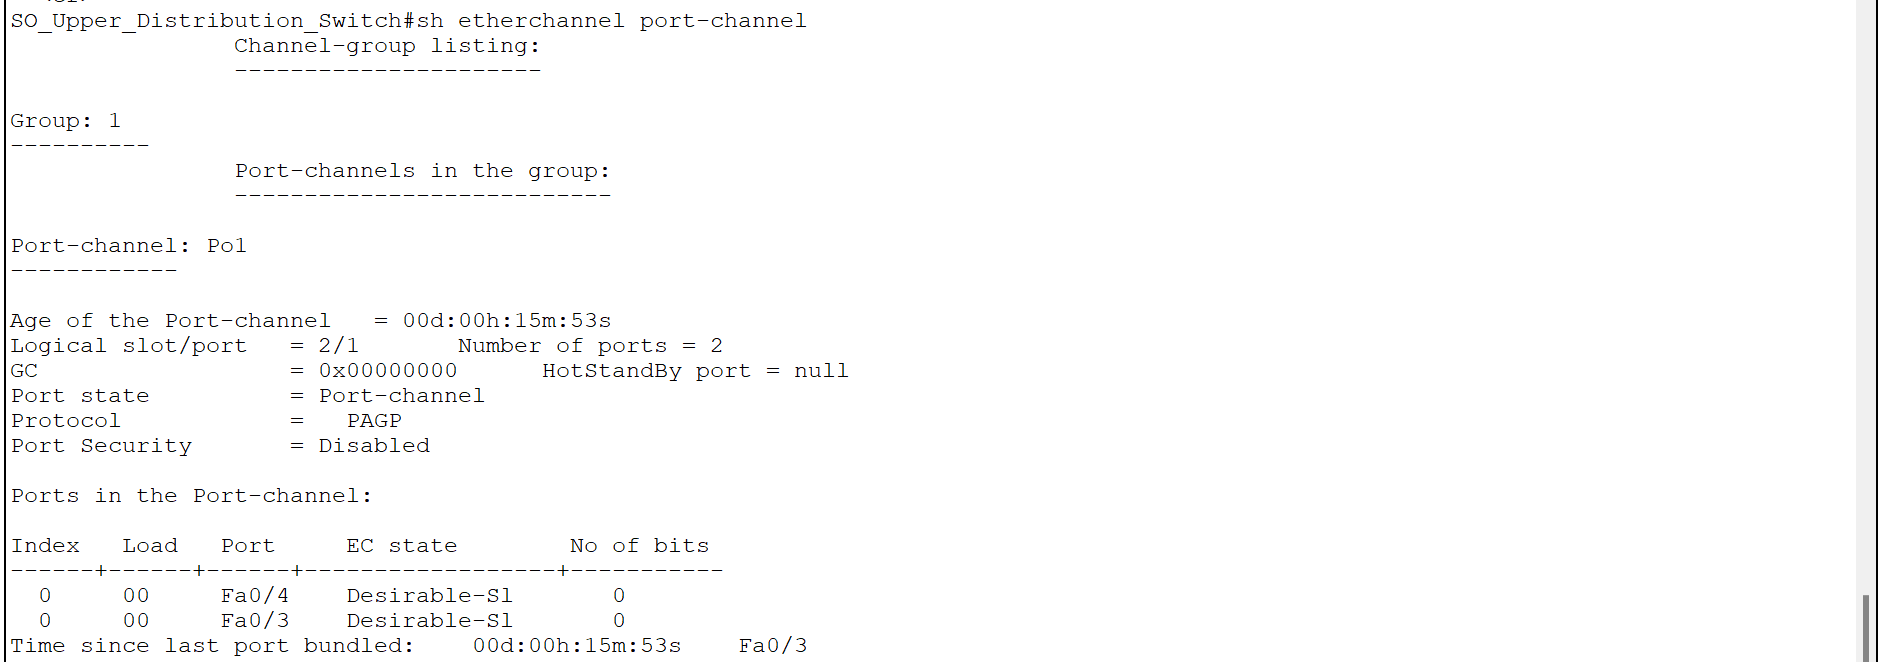 SO_Upper_Distribution_Switch#sh etherchannel port-channel
                Channel-group listing:
                ----------------------

Group: 1
----------
                Port-channels in the group:
                ---------------------------

Port-channel: Po1
------------

Age of the Port-channel   = 00d:00h:15m:53s
Logical slot/port   = 2/1       Number of ports = 2
GC                  = 0x00000000      HotStandBy port = null
Port state          = Port-channel
Protocol            =   PAGP
Port Security       = Disabled

Ports in the Port-channel:

Index   Load   Port     EC state        No of bits
------+------+------+------------------+-----------
  0     00     Fa0/4    Desirable-Sl       0
  0     00     Fa0/3    Desirable-Sl       0
Time since last port bundled:    00d:00h:15m:53s    Fa0/3